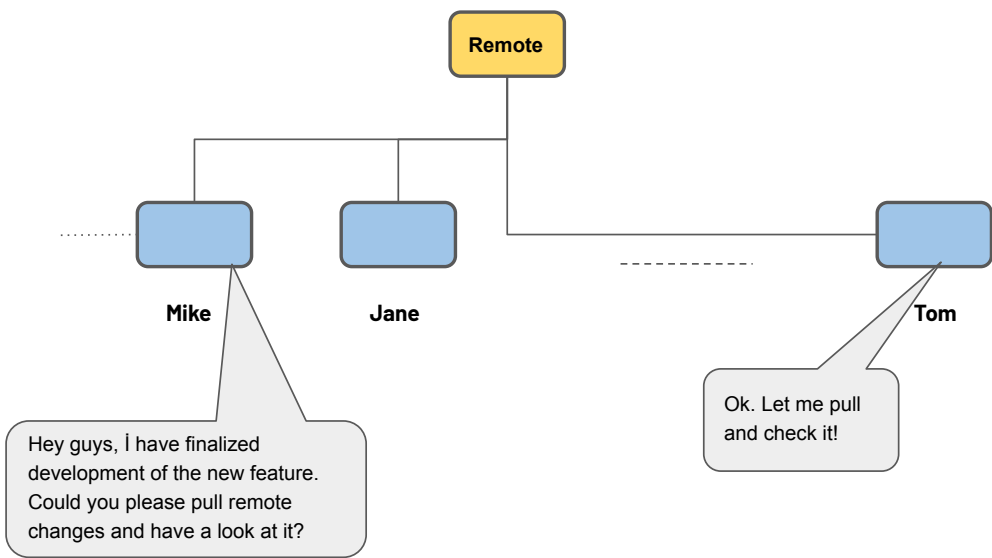 Remote
Mike
Jane
Tom
Hey guys, İ have finalized
development of the new feature.
Could you please pull remote
changes and have a look at it?
Ok. Let me pull
and check it!